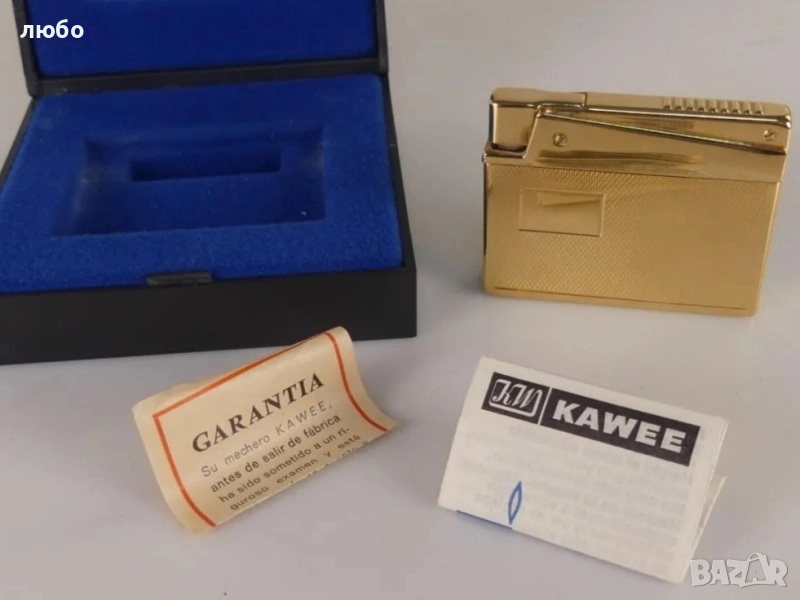 любо
GARANTIA
Su mechero KAWEE,
antes de salir de fábrica
ha sido sometido a un ri-
guroso examen y está
KW KAWEE
BAZAR